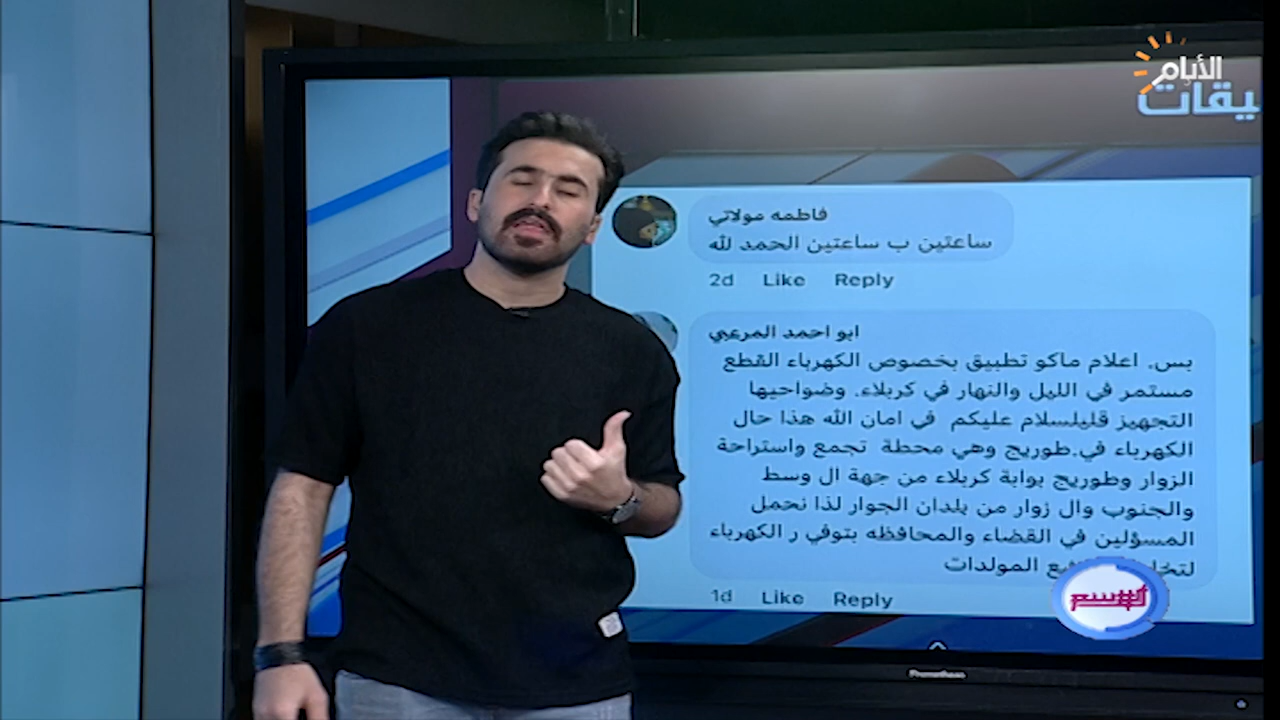 الأيام
يقات
فاطمه مولاتي
ساعتين ب ساعتين الحمد لله
2d Like Reply
ابو احمد المرعبي
بس. اعلام ماكو تطبيق بخصوص الكهرباء القطع
مستمر في الليل والنهار في كربلاء. وضواحيها
التجهيز قليلسلام عليكم في امان الله هذا حال
الكهرباء في.طوريج وهي محطة تجمع واستراحة
الزوار وطوريج بوابة كربلاء من جهة ال وسط
والجنوب وال زوار من بلدان الجوار لذا نحمل
المسؤلين في القضاء والمحافظه بتوفي ر الكهرباء
المولدات
1d Like Reply
Promethean